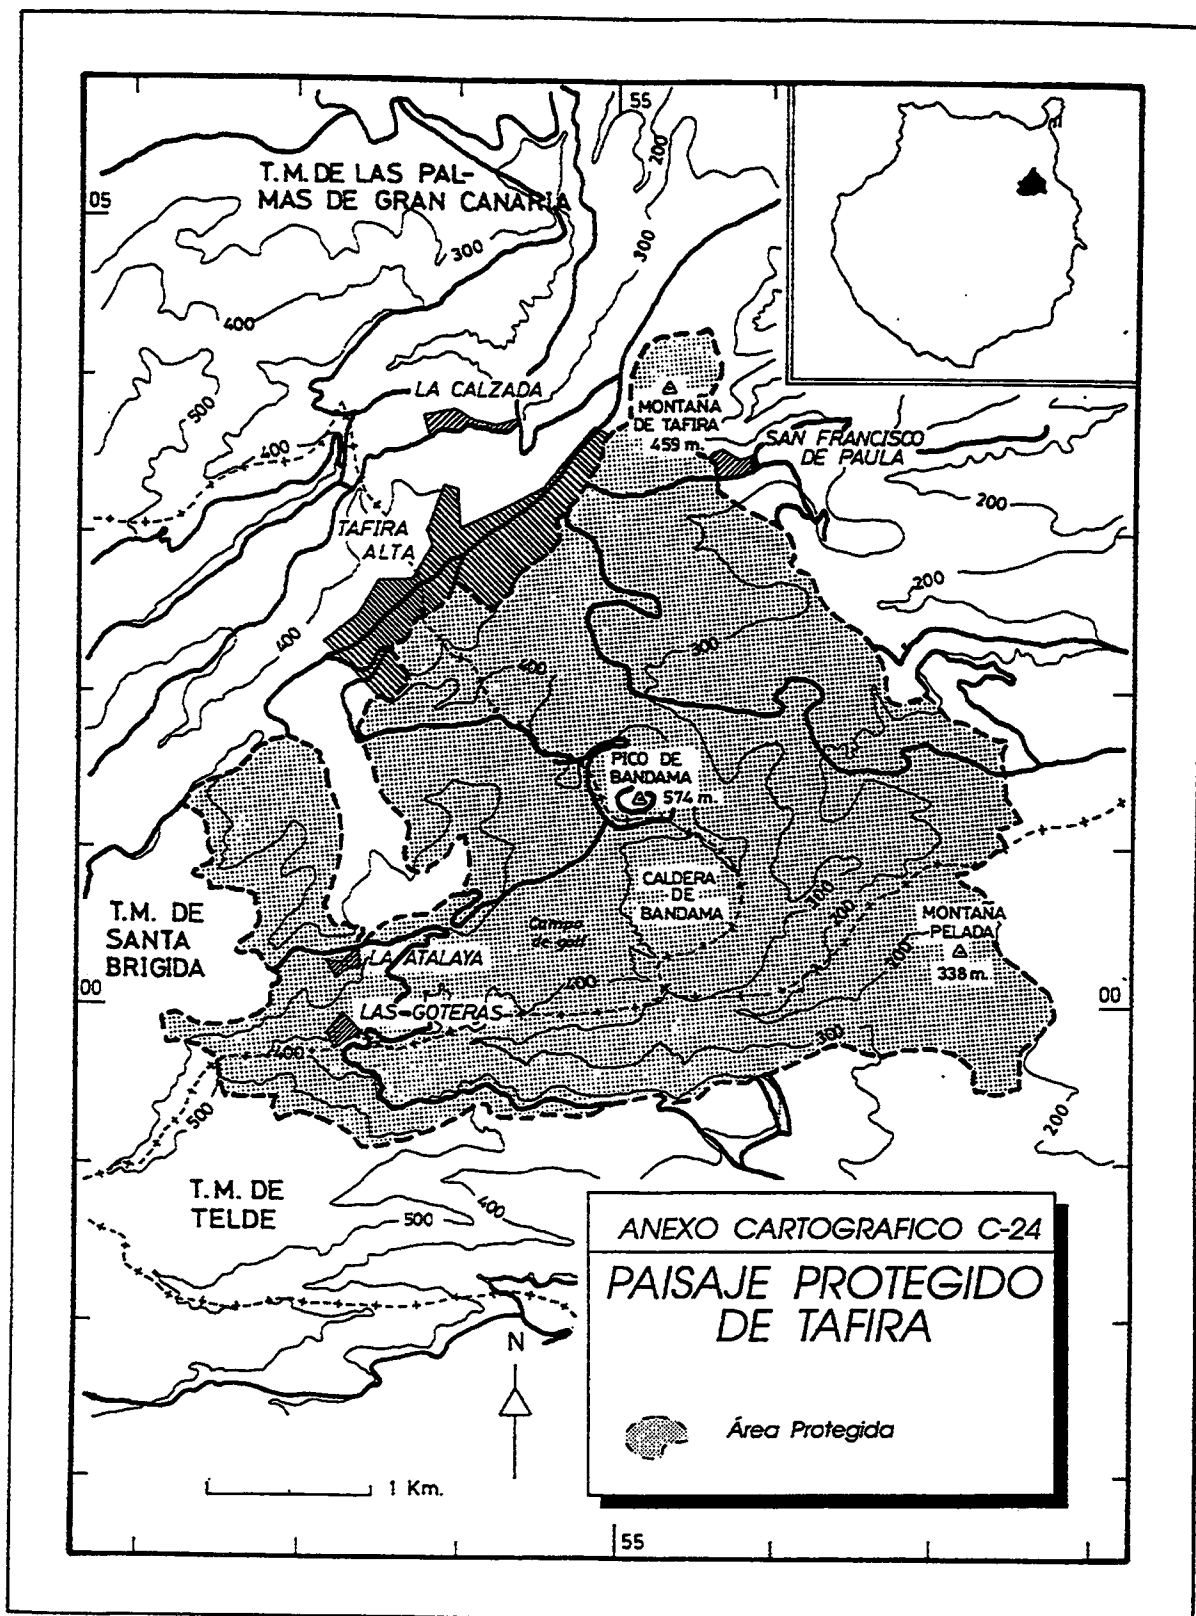 55
200
T.M. DE LAS PAL-
MAS DE GRAN CANARIA
05
300
300
400
LA CALZADA
MONTAÑA
DE TAFIRA
459 m.
500
400
SAN FRANCISCO
DE PAULA
200
TAFIRA
ALTA
200
400
300
400
PICO DE
BANDAMA
574 m.
CALDERA
DE
BANDAMA
300
200
T.M. DE
SANTA
BRIGIDA
MONTAÑA
PELADA
338 m.
Campo
de golf
200
LA ATALAYA
400
00
00
LAS GOTERAS
400
300
500
200
T.M. DE
TELDE
400
500
ANEXO CARTOGRAFICO C-24
PAISAJE PROTEGIDO
DE TAFIRA
N
Área Protegida
1 Km.
55